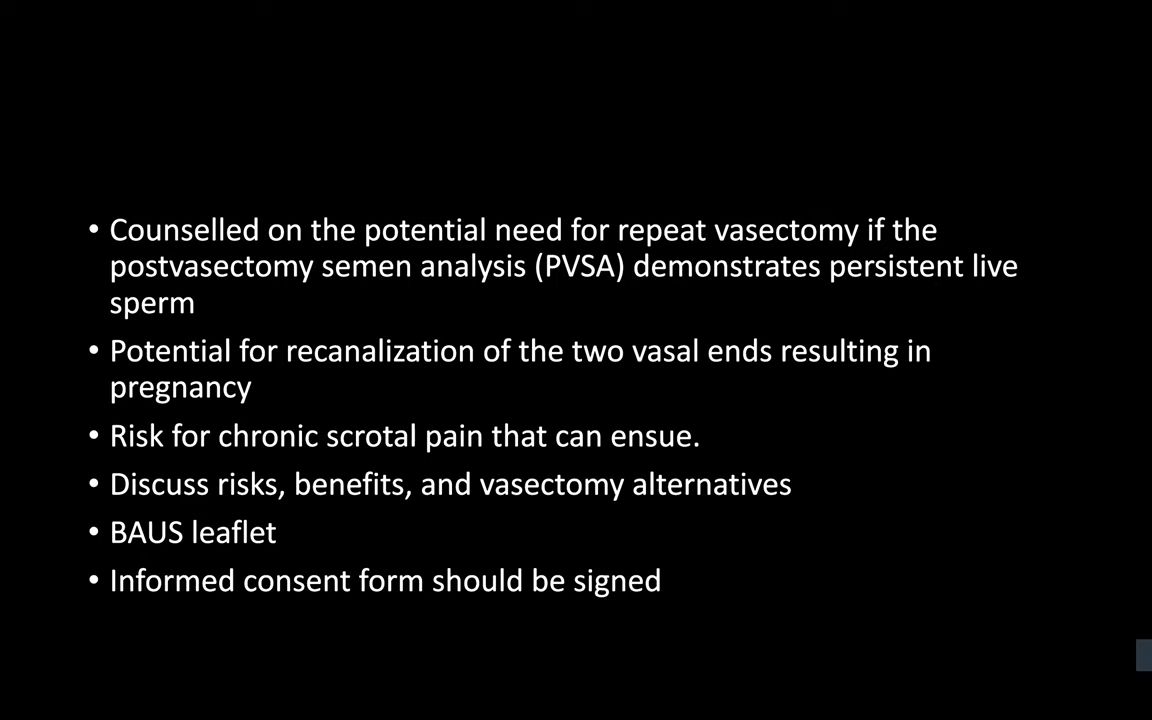 • Counselled on the potential need for repeat vasectomy if the
postvasectomy semen analysis (PVSA) demonstrates persistent live
sperm
• Potential for recanalization of the two vasal ends resulting in
pregnancy
• Risk for chronic scrotal pain that can ensue.
• Discuss risks, benefits, and vasectomy alternatives
• BAUS leaflet
• Informed consent form should be signed